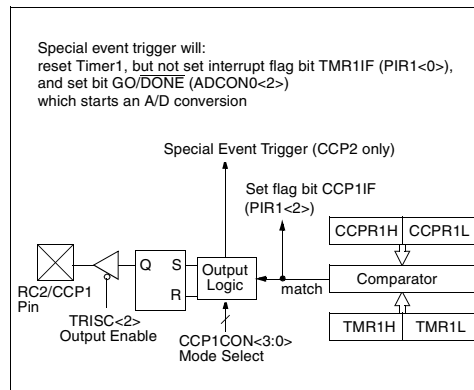 Special event trigger will:
reset Timer1, but not set interrupt flag bit TMR1IF (PIR1<0>),
and set bit GO/DONE (ADCON0<2>)
which starts an A/D conversion
Special Event Trigger (CCP2 only)
Set flag bit CCP1IF
(PIR1<2>)
CCPR1H CCPR1L
Q S Output
R Logic
match
Comparator
RC2/CCP1
Pin
TRISC<2>
Output Enable
CCP1CON<3:0>
Mode Select
TMR1H TMR1L